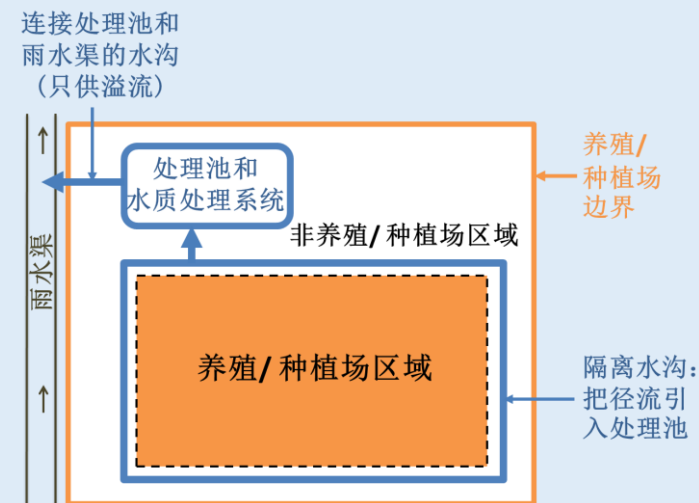 连接处理池和
雨水渠的水沟
（只供溢流）
处理池和
水质处理系统
养殖/
种植场
边界
非养殖/种植场区域
雨水渠
养殖/种植场区域
隔离水沟：
把径流引
入处理池